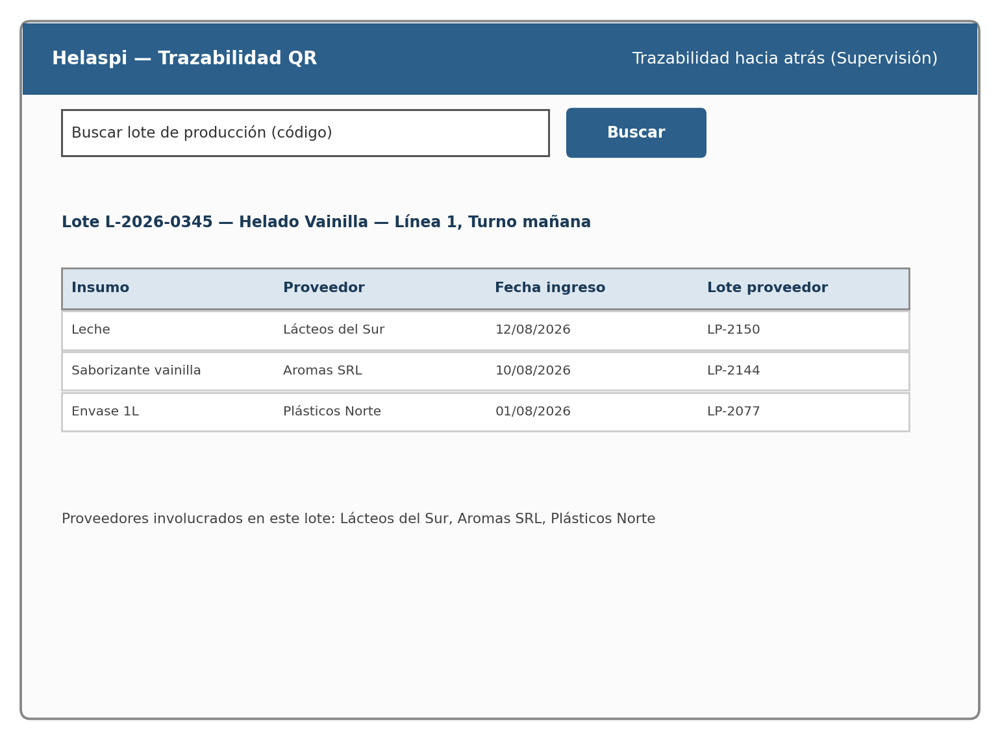 Helaspi — Trazabilidad QR
Trazabilidad hacia atrás (Supervisión)
Buscar lote de producción (código)
Buscar
Lote L-2026-0345 — Helado Vainilla — Línea 1, Turno mañana
Insumo Proveedor Fecha ingreso Lote proveedor
Leche Lácteos del Sur 12/08/2026 LP-2150
Saborizante vainilla Aromas SRL 10/08/2026 LP-2144
Envase 1L Plásticos Norte 01/08/2026 LP-2077
Proveedores involucrados en este lote: Lácteos del Sur, Aromas SRL, Plásticos Norte